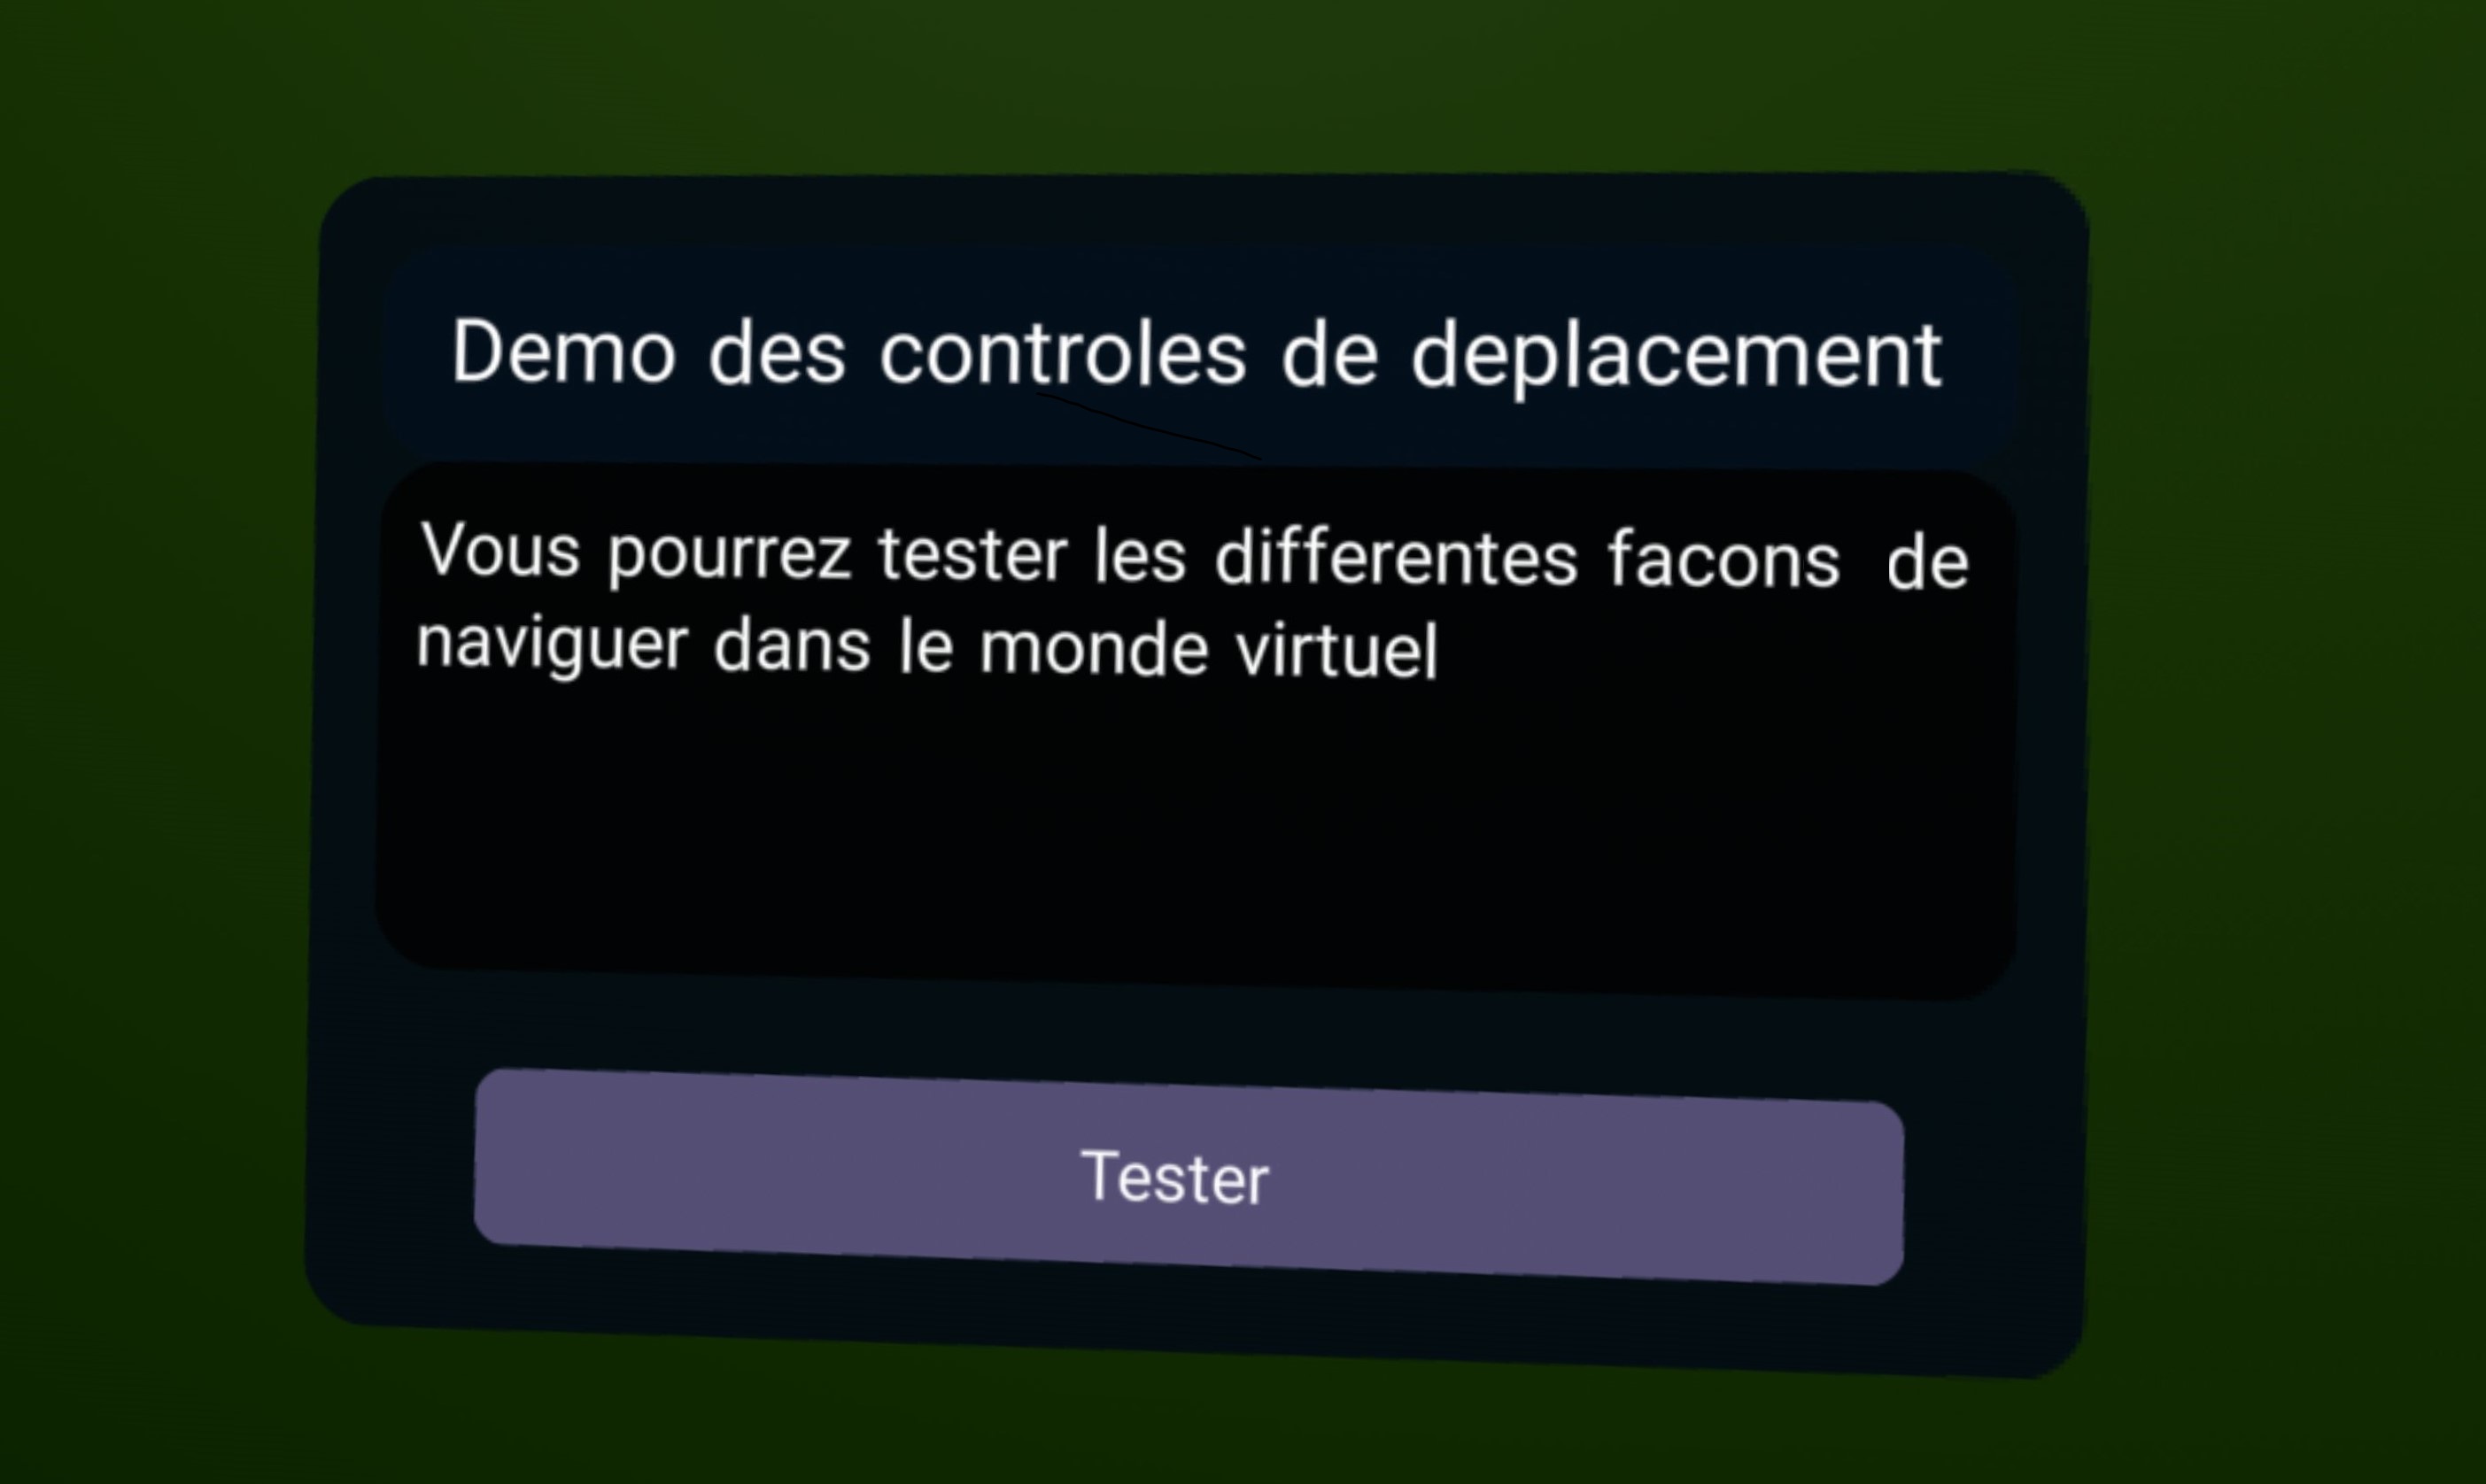 Demo des controles de deplacement
Vous pourrez tester les differentes facons de
naviguer dans le monde virtuel
Tester